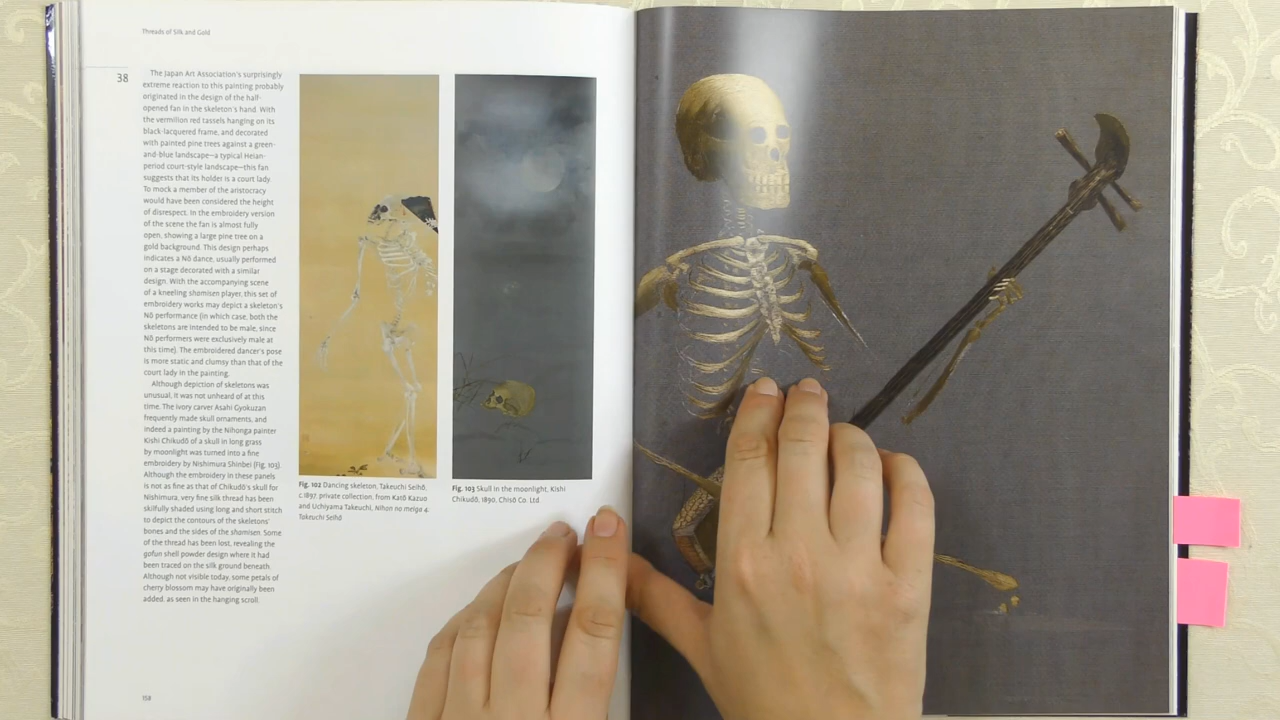 Threads of Silk and Gold
38
The Japan Art Association's surprisingly
extreme reaction to this painting probably
originated in the design of the half-
opened fan in the skeleton's hand. With
the vermilion red tassels hanging on its
black-lacquered frame, and decorated
with painted pine trees against a green-
and-blue landscape—a typical Heian-
period court-style landscape—this fan
suggests that its holder is a court lady.
To mock a member of the aristocracy
would have been considered the height
of disrespect. In the embroidery version
of the scene the fan is almost fully
open, showing a large pine tree on a
gold background. This design perhaps
indicates a Nō dance, usually performed
on a stage decorated with a similar
design. With the accompanying scene
of a kneeling shamisen player, this set of
embroidery works may depict a skeleton's
Nō performance (in which case, both the
skeletons are intended to be male, since
Nō performers were exclusively male at
this time). The embroidered dancer's pose
is more static and clumsy than that of the
court lady in the painting.
Although depiction of skeletons was
unusual, it was not unheard of at this
time. The ivory carver Asahi Gyokuzan
frequently made skull ornaments, and
indeed a painting by the Nihonga painter
Kishi Chikudō of a skull in long grass
by moonlight was turned into a fine
embroidery by Nishimura Shinbei (Fig. 103).
Although the embroidery in these panels
is not as fine as that of Chikudō's skull for
Nishimura, very fine silk thread has been
skilfully shaded using long and short stitch
to depict the contours of the skeletons'
bones and the sides of the shamisen. Some
of the thread has been lost, revealing the
gofun shell powder design where it had
been traced on the silk ground beneath.
Although not visible today, some petals of
cherry blossom may have originally been
added, as seen in the hanging scroll.
Fig. 102 Dancing skeleton, Takeuchi Seihō,
c.1897, private collection, from Katō Kazuo
and Uchiyama Takeuchi, Nihon no meiga 4:
Takeuchi Seihō
Fig. 103 Skull in the moonlight, Kishi
Chikudō, 1890, Chisō Co. Ltd
158